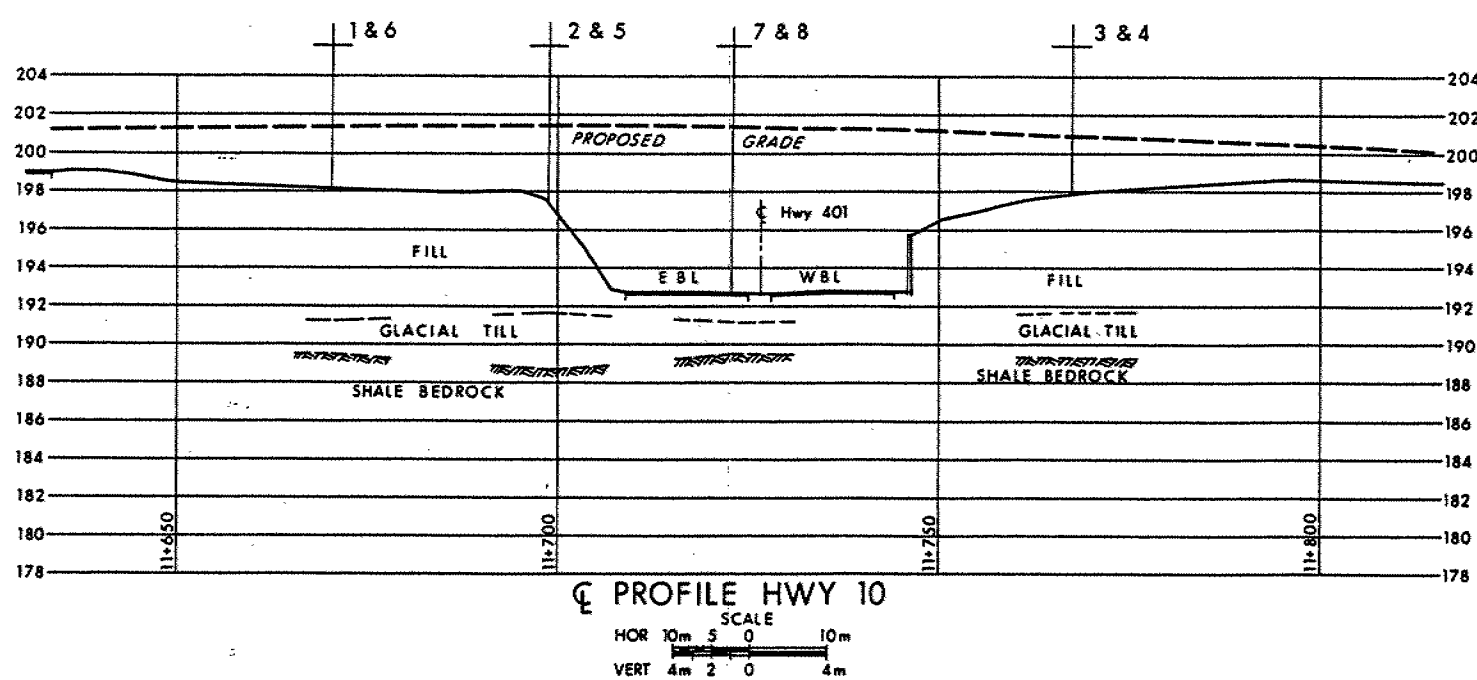 1 & 6 2 & 5 7 & 8 3 & 4
204 204
202 202
PROPOSED GRADE
200 200
198 198
℄ Hwy 401
196 196
FILL
194 E B L W B L FILL 194
192 192
GLACIAL TILL GLACIAL TILL
190 190
SHALE BEDROCK SHALE BEDROCK
188 188
186 186
184 184
182 182
180 11+650 11+700 11+750 11+800 180
178 178
℄ PROFILE HWY 10
SCALE
HOR 10m 5 0 10m
VERT 4m 2 0 4m